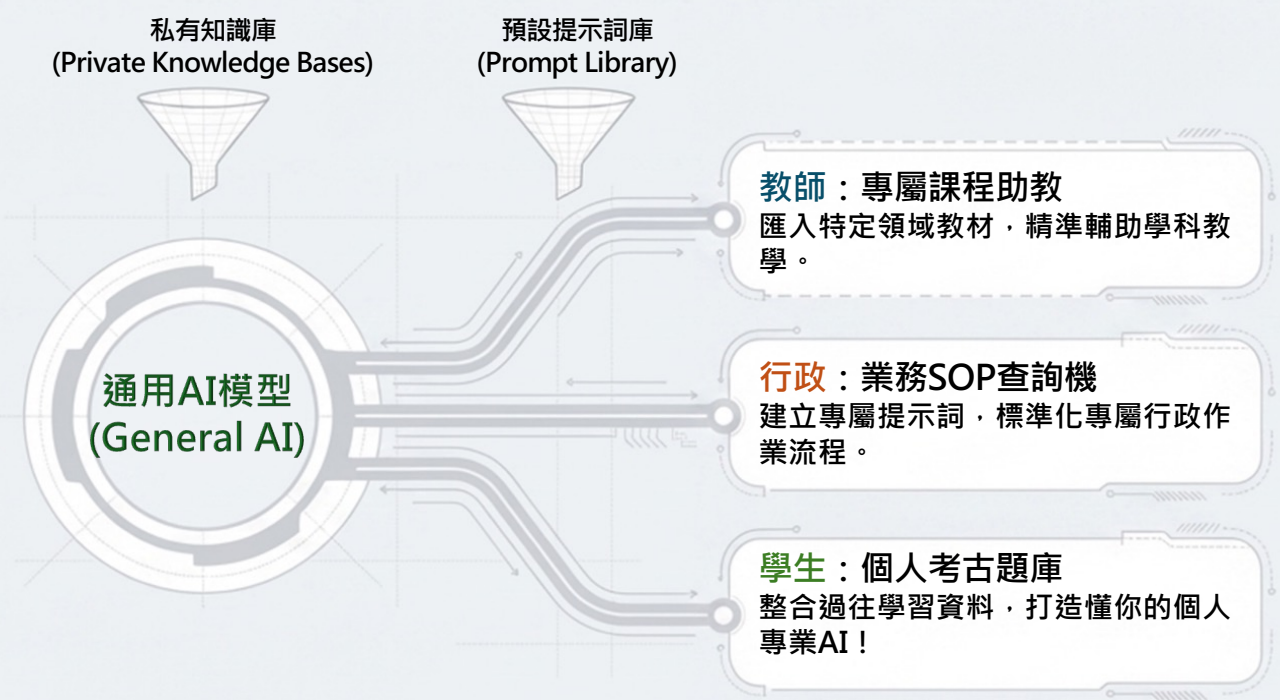 私有知識庫
(Private Knowledge Bases)
預設提示詞庫
(Prompt Library)
通用AI模型
(General AI)
教師：專屬課程助教
匯入特定領域教材，精準輔助學科教
學。
行政：業務SOP查詢機
建立專屬提示詞，標準化專屬行政作
業流程。
學生：個人考古題庫
整合過往學習資料，打造懂你的個人
專業AI！